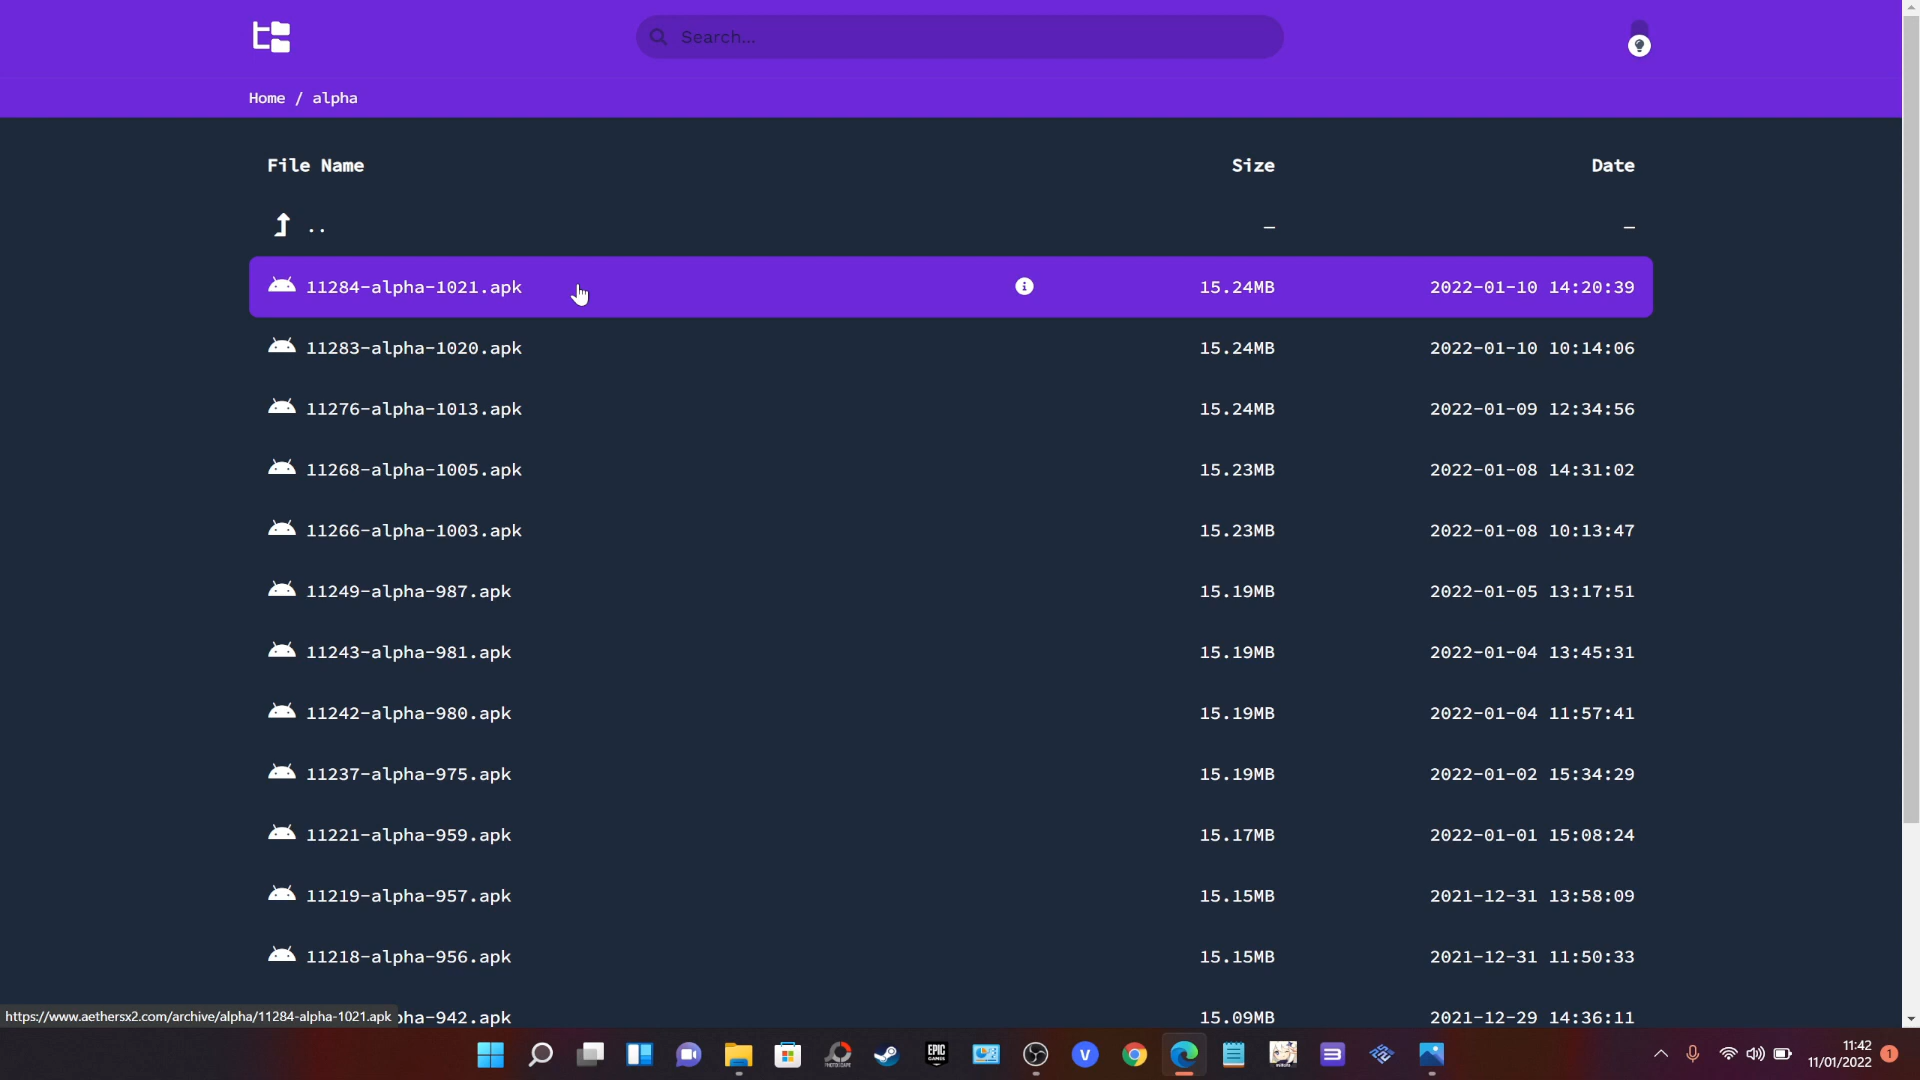 Search...
Home / alpha
File Name Size Date
.. — —
11284-alpha-1021.apk 15.24MB 2022-01-10 14:20:39
11283-alpha-1020.apk 15.24MB 2022-01-10 10:14:06
11276-alpha-1013.apk 15.24MB 2022-01-09 12:34:56
11268-alpha-1005.apk 15.23MB 2022-01-08 14:31:02
11266-alpha-1003.apk 15.23MB 2022-01-08 10:13:47
11249-alpha-987.apk 15.19MB 2022-01-05 13:17:51
11243-alpha-981.apk 15.19MB 2022-01-04 13:45:31
11242-alpha-980.apk 15.19MB 2022-01-04 11:57:41
11237-alpha-975.apk 15.19MB 2022-01-02 15:34:29
11221-alpha-959.apk 15.17MB 2022-01-01 15:08:24
11219-alpha-957.apk 15.15MB 2021-12-31 13:58:09
11218-alpha-956.apk 15.15MB 2021-12-31 11:50:33
https://www.aethersx2.com/archive/alpha/11284-alpha-1021.apk pha-942.apk 15.09MB 2021-12-29 14:36:11
EPIC GAMES V 11:42 1
11/01/2022